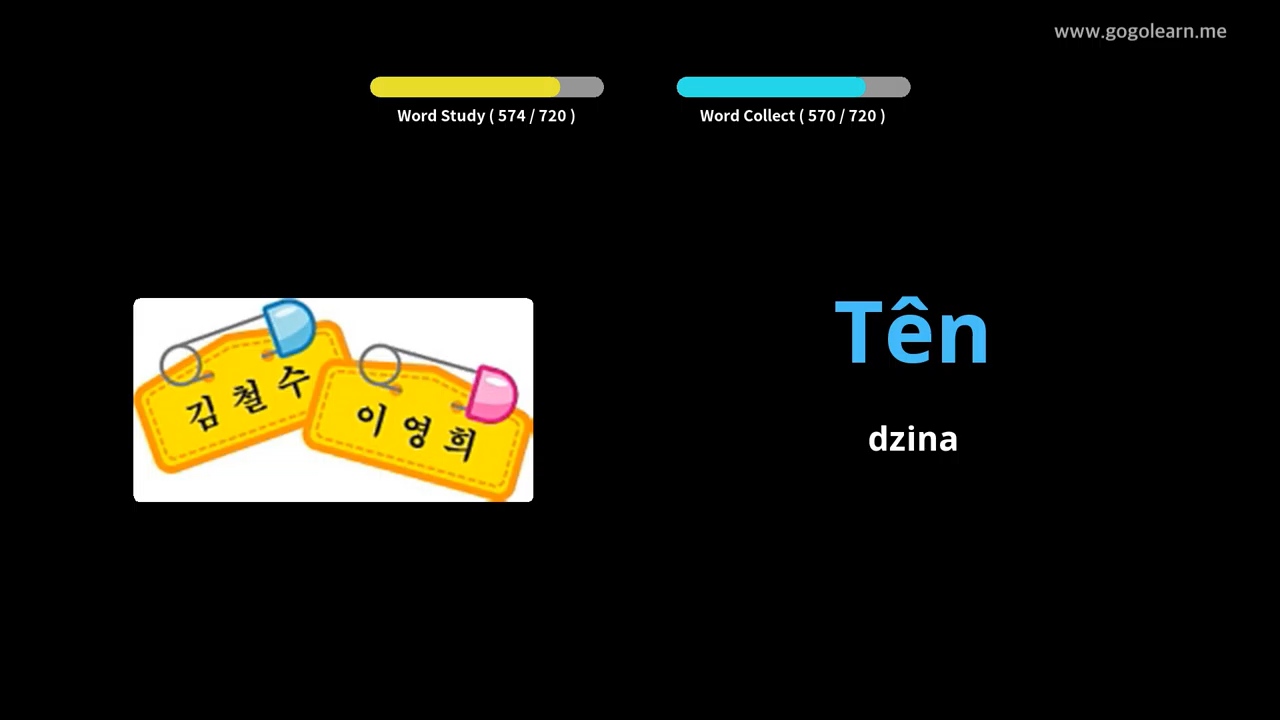 www.gogolearn.me
Word Study ( 574 / 720 )
Word Collect ( 570 / 720 )
김철수
이영희
Tên
dzina